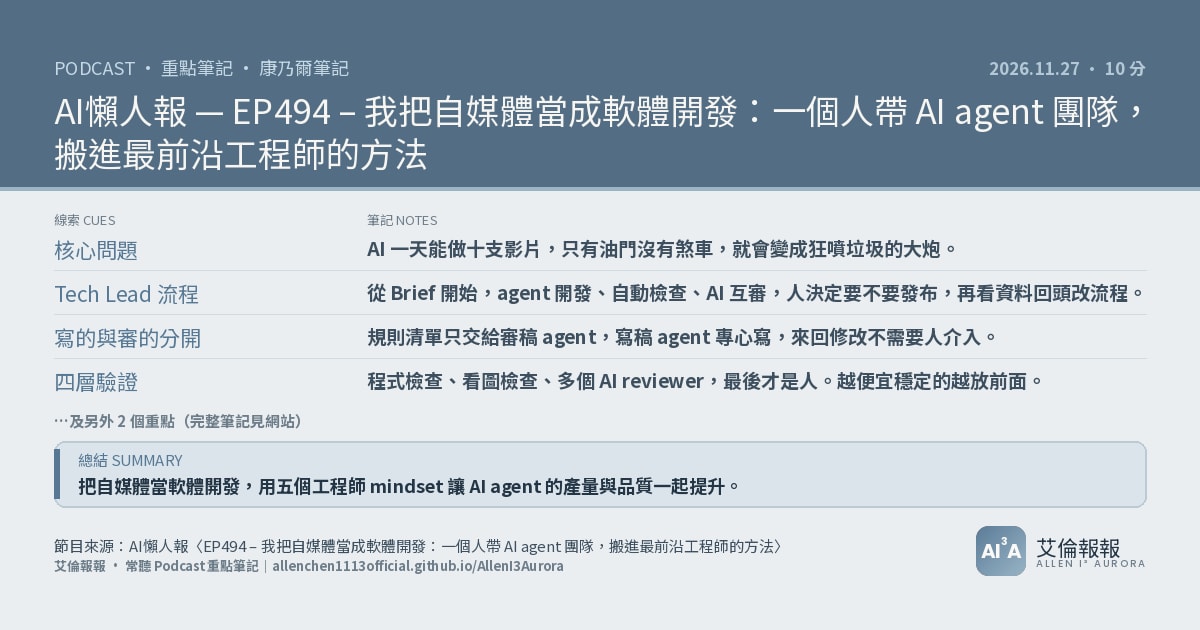 PODCAST • 重點筆記 • 康乃爾筆記
2026.11.27 • 10 分
AI懶人報 — EP494 – 我把自媒體當成軟體開發：一個人帶 AI agent 團隊，
搬進最前沿工程師的方法
線索 CUES
筆記 NOTES
核心問題
AI 一天能做十支影片，只有油門沒有煞車，就會變成狂噴垃圾的大炮。
Tech Lead 流程
從 Brief 開始，agent 開發、自動檢查、AI 互審，人決定要不要發布，再看資料回頭改流程。
寫的與審的分開
規則清單只交給審稿 agent，寫稿 agent 專心寫，來回修改不需要人介入。
四層驗證
程式檢查、看圖檢查、多個 AI reviewer，最後才是人。越便宜穩定的越放前面。
…及另外 2 個重點（完整筆記見網站）
總結 SUMMARY
把自媒體當軟體開發，用五個工程師 mindset 讓 AI agent 的產量與品質一起提升。
節目來源：AI懶人報〈EP494 – 我把自媒體當成軟體開發：一個人帶 AI agent 團隊，搬進最前沿工程師的方法〉
艾倫報報 • 常聽 Podcast 重點筆記｜allenchen1113official.github.io/AllenI3Aurora
AI³A
艾倫報報
ALLEN I³ AURORA